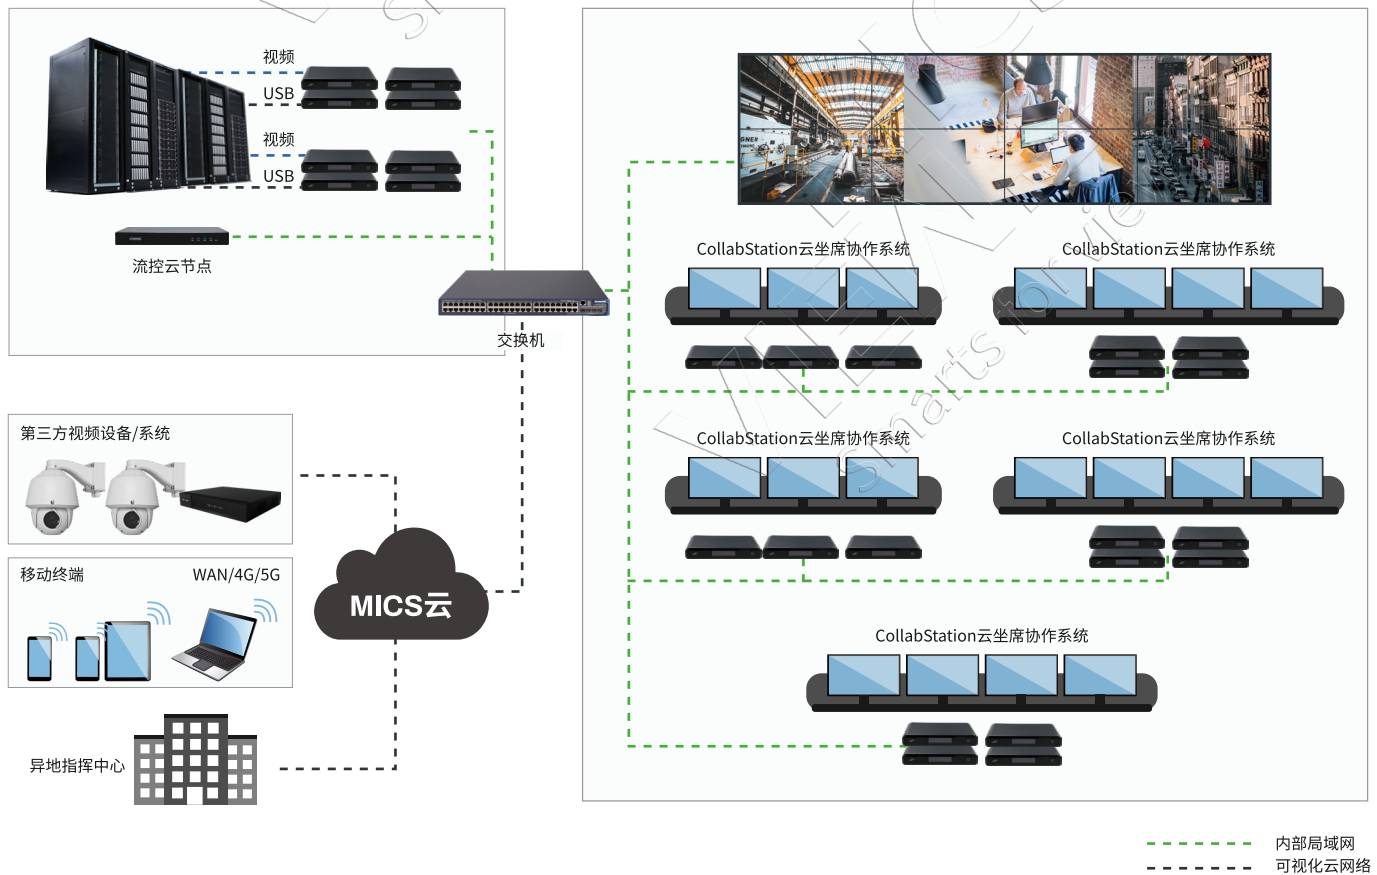 视频
USB
视频
USB
流控云节点
交换机
第三方视频设备/系统
移动终端
WAN/4G/5G
MICS云
异地指挥中心
CollabStation云坐席协作系统
CollabStation云坐席协作系统
CollabStation云坐席协作系统
CollabStation云坐席协作系统
CollabStation云坐席协作系统
内部局域网
可视化云网络
smarts for vie